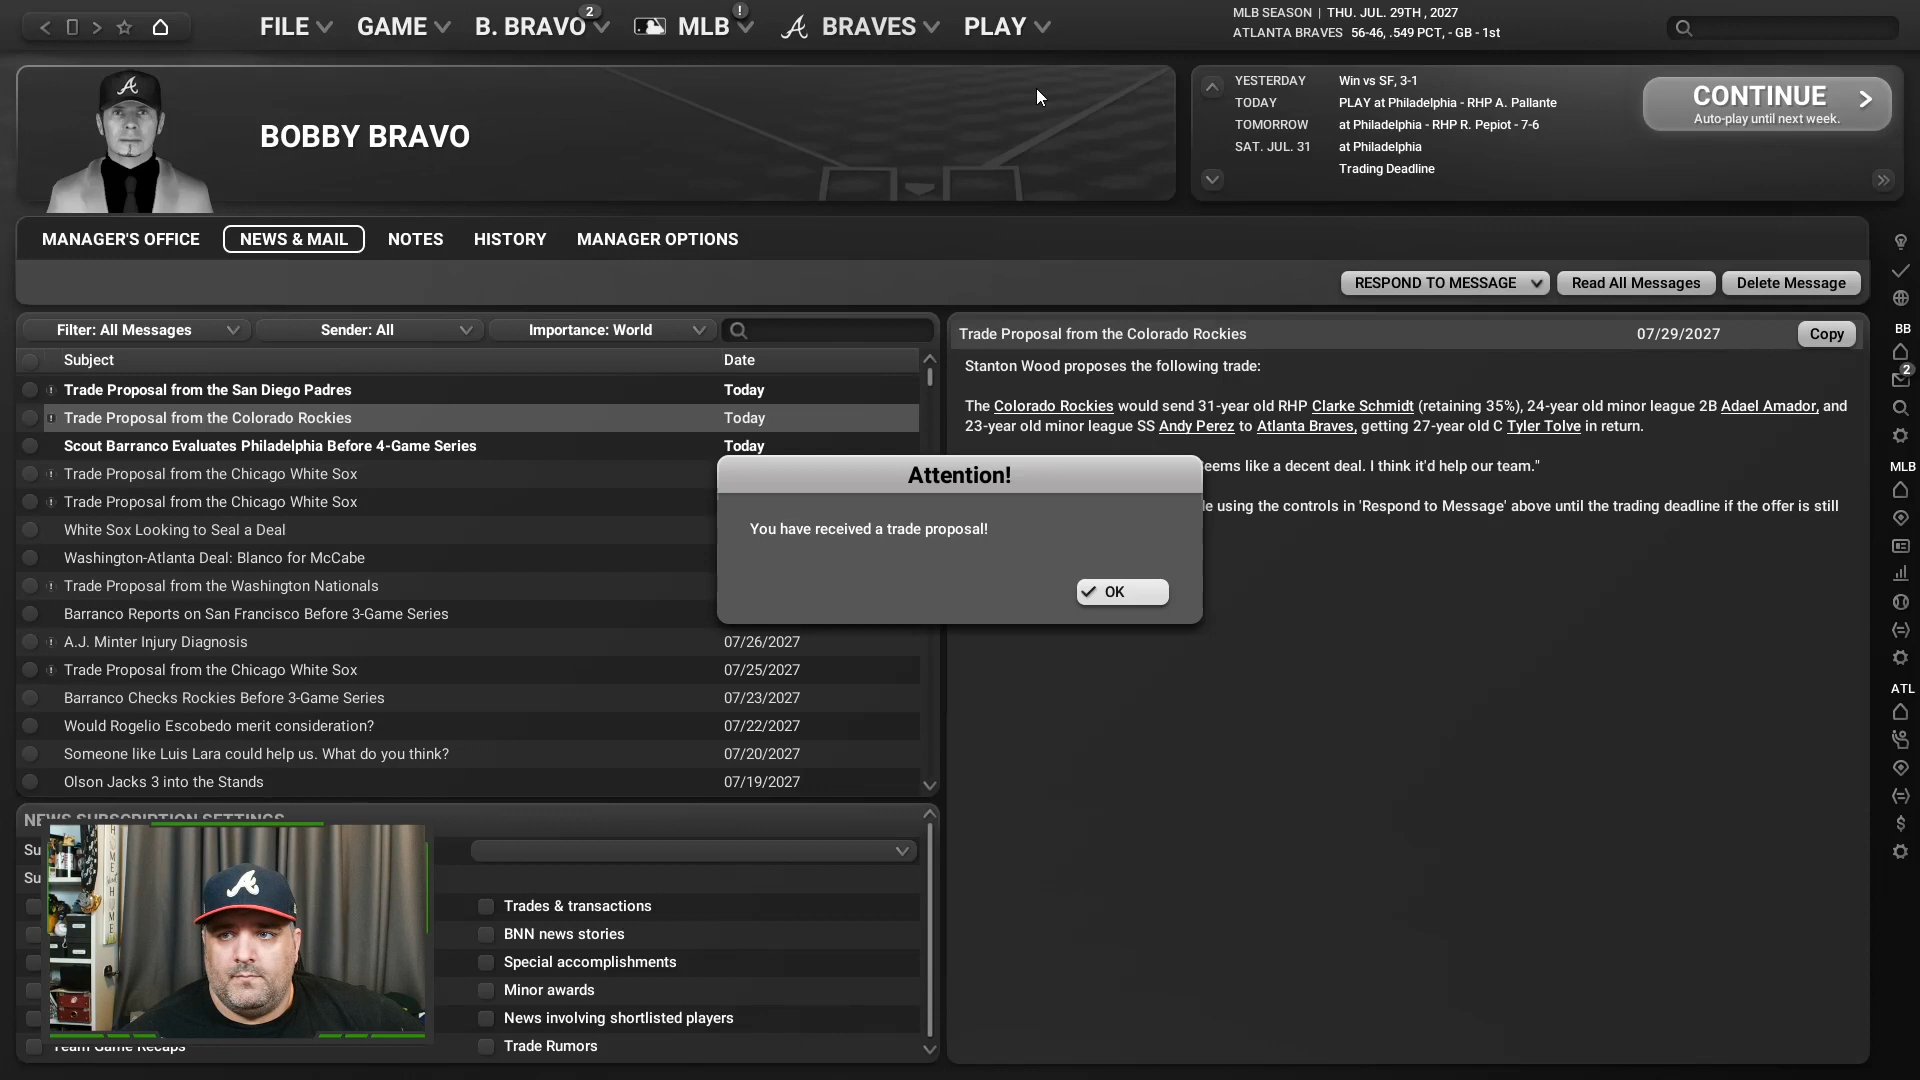 FILE GAME B. BRAVO 2 MLB ! BRAVES PLAY
MLB SEASON | THU. JUL. 29TH , 2027
ATLANTA BRAVES 56-46, .549 PCT, - GB - 1st
BOBBY BRAVO
YESTERDAY Win vs SF, 3-1
TODAY PLAY at Philadelphia - RHP A. Pallante
TOMORROW at Philadelphia - RHP R. Pepiot - 7-6
SAT. JUL. 31 at Philadelphia
Trading Deadline
CONTINUE
Auto-play until next week.
MANAGER'S OFFICE NEWS & MAIL NOTES HISTORY MANAGER OPTIONS
RESPOND TO MESSAGE Read All Messages Delete Message
Filter: All Messages Sender: All Importance: World
Subject Date
Trade Proposal from the San Diego Padres Today
Trade Proposal from the Colorado Rockies Today
Scout Barranco Evaluates Philadelphia Before 4-Game Series Today
Trade Proposal from the Chicago White Sox
Trade Proposal from the Chicago White Sox
White Sox Looking to Seal a Deal
Washington-Atlanta Deal: Blanco for McCabe
Trade Proposal from the Washington Nationals
Barranco Reports on San Francisco Before 3-Game Series
A.J. Minter Injury Diagnosis 07/26/2027
Trade Proposal from the Chicago White Sox 07/25/2027
Barranco Checks Rockies Before 3-Game Series 07/23/2027
Would Rogelio Escobedo merit consideration? 07/22/2027
Someone like Luis Lara could help us. What do you think? 07/20/2027
Olson Jacks 3 into the Stands 07/19/2027
Trade Proposal from the Colorado Rockies 07/29/2027 Copy
Stanton Wood proposes the following trade:
The Colorado Rockies would send 31-year old RHP Clarke Schmidt (retaining 35%), 24-year old minor league 2B Adael Amador, and
23-year old minor league SS Andy Perez to Atlanta Braves, getting 27-year old C Tyler Tolve in return.
eems like a decent deal. I think it'd help our team."
e using the controls in 'Respond to Message' above until the trading deadline if the offer is still
Attention!
You have received a trade proposal!
OK
NEWS SUBSCRIPTION SETTINGS
Su
Su
Trades & transactions
BNN news stories
Special accomplishments
Minor awards
News involving shortlisted players
Team Game Recaps Trade Rumors
BB
2
MLB
ATL